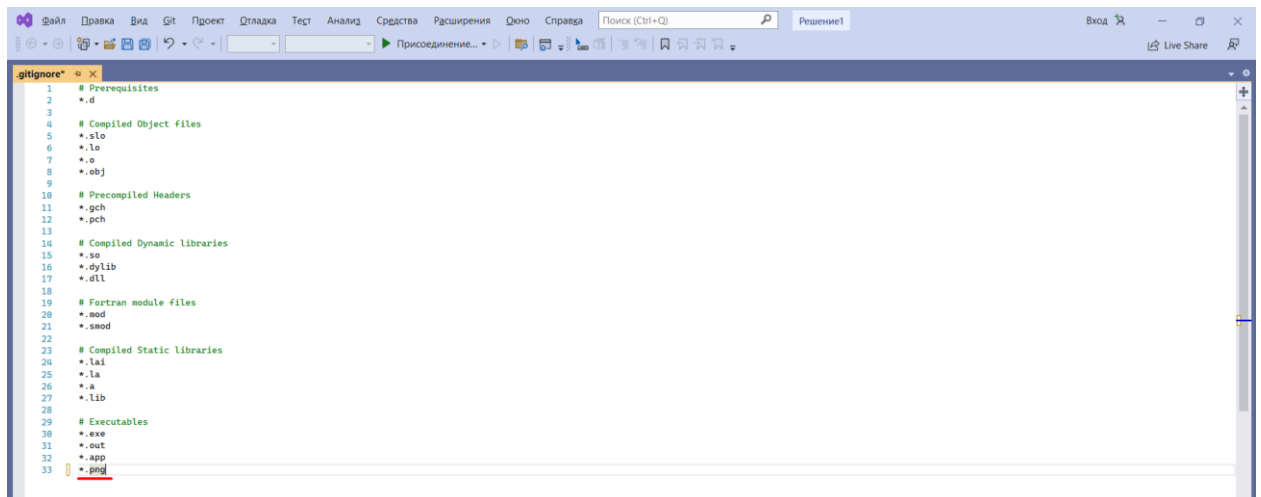 Файл Правка Вид Git Проект Отладка Тест Анализ Средства Расширения Окно Справка Поиск (Ctrl+Q) Решение1 Вход
Присоединение... Live Share
.gitignore*
1 # Prerequisites
2 *.d
3
4 # Compiled Object files
5 *.slo
6 *.lo
7 *.o
8 *.obj
9
10 # Precompiled Headers
11 *.gch
12 *.pch
13
14 # Compiled Dynamic libraries
15 *.so
16 *.dylib
17 *.dll
18
19 # Fortran module files
20 *.mod
21 *.smod
22
23 # Compiled Static libraries
24 *.lai
25 *.la
26 *.a
27 *.lib
28
29 # Executables
30 *.exe
31 *.out
32 *.app
33 *.png